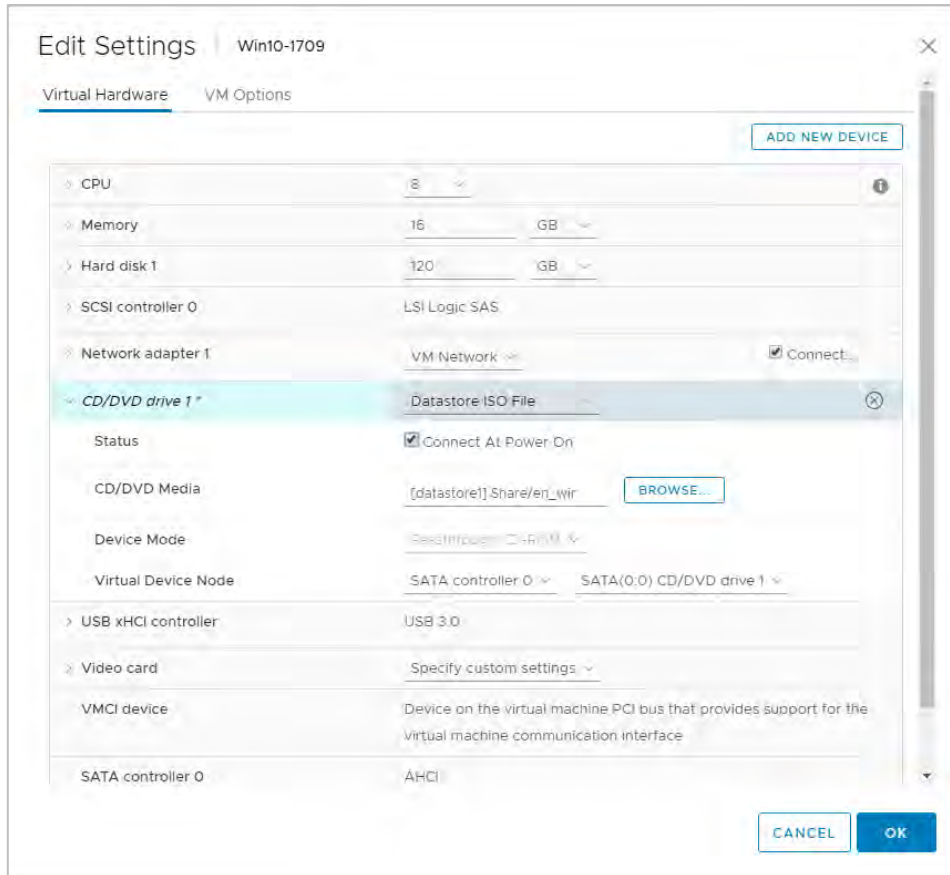 Edit Settings Win10-1709
Virtual Hardware VM Options
ADD NEW DEVICE
CPU 8
Memory 16 GB
Hard disk 1 120 GB
SCSI controller 0 LSI Logic SAS
Network adapter 1 VM Network Connect...
CD/DVD drive 1 * Datastore ISO File
Status Connect At Power On
CD/DVD Media [datastore1] Share/en_wir BROWSE...
Device Mode CD-ROM
Virtual Device Node SATA controller 0 SATA(0:0) CD/DVD drive 1
USB xHCI controller USB 3.0
Video card Specify custom settings
VMCI device Device on the virtual machine PCI bus that provides support for the
virtual machine communication interface
SATA controller 0 AHCI
CANCEL OK